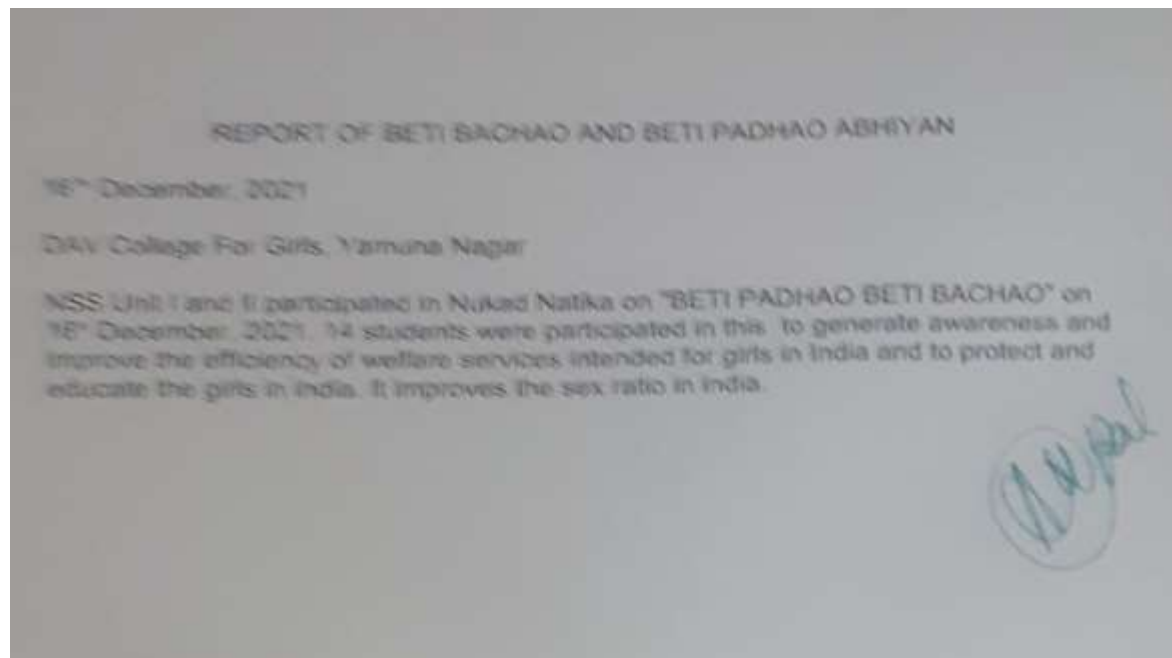 REPORT OF BETI BACHAO AND BETI PADHAO ABHIYAN
December, 2021
DAV College For Girls, Yamuna Nagar
NSS Unit I and II participated in Nukad Natika on "BETI PADHAO BETI BACHAO" on
December, 2021. 14 students were participated in this to generate awareness and
improve the efficiency of welfare services intended for girls in India and to protect and
educate the girls in India. It improves the sex ratio in India.